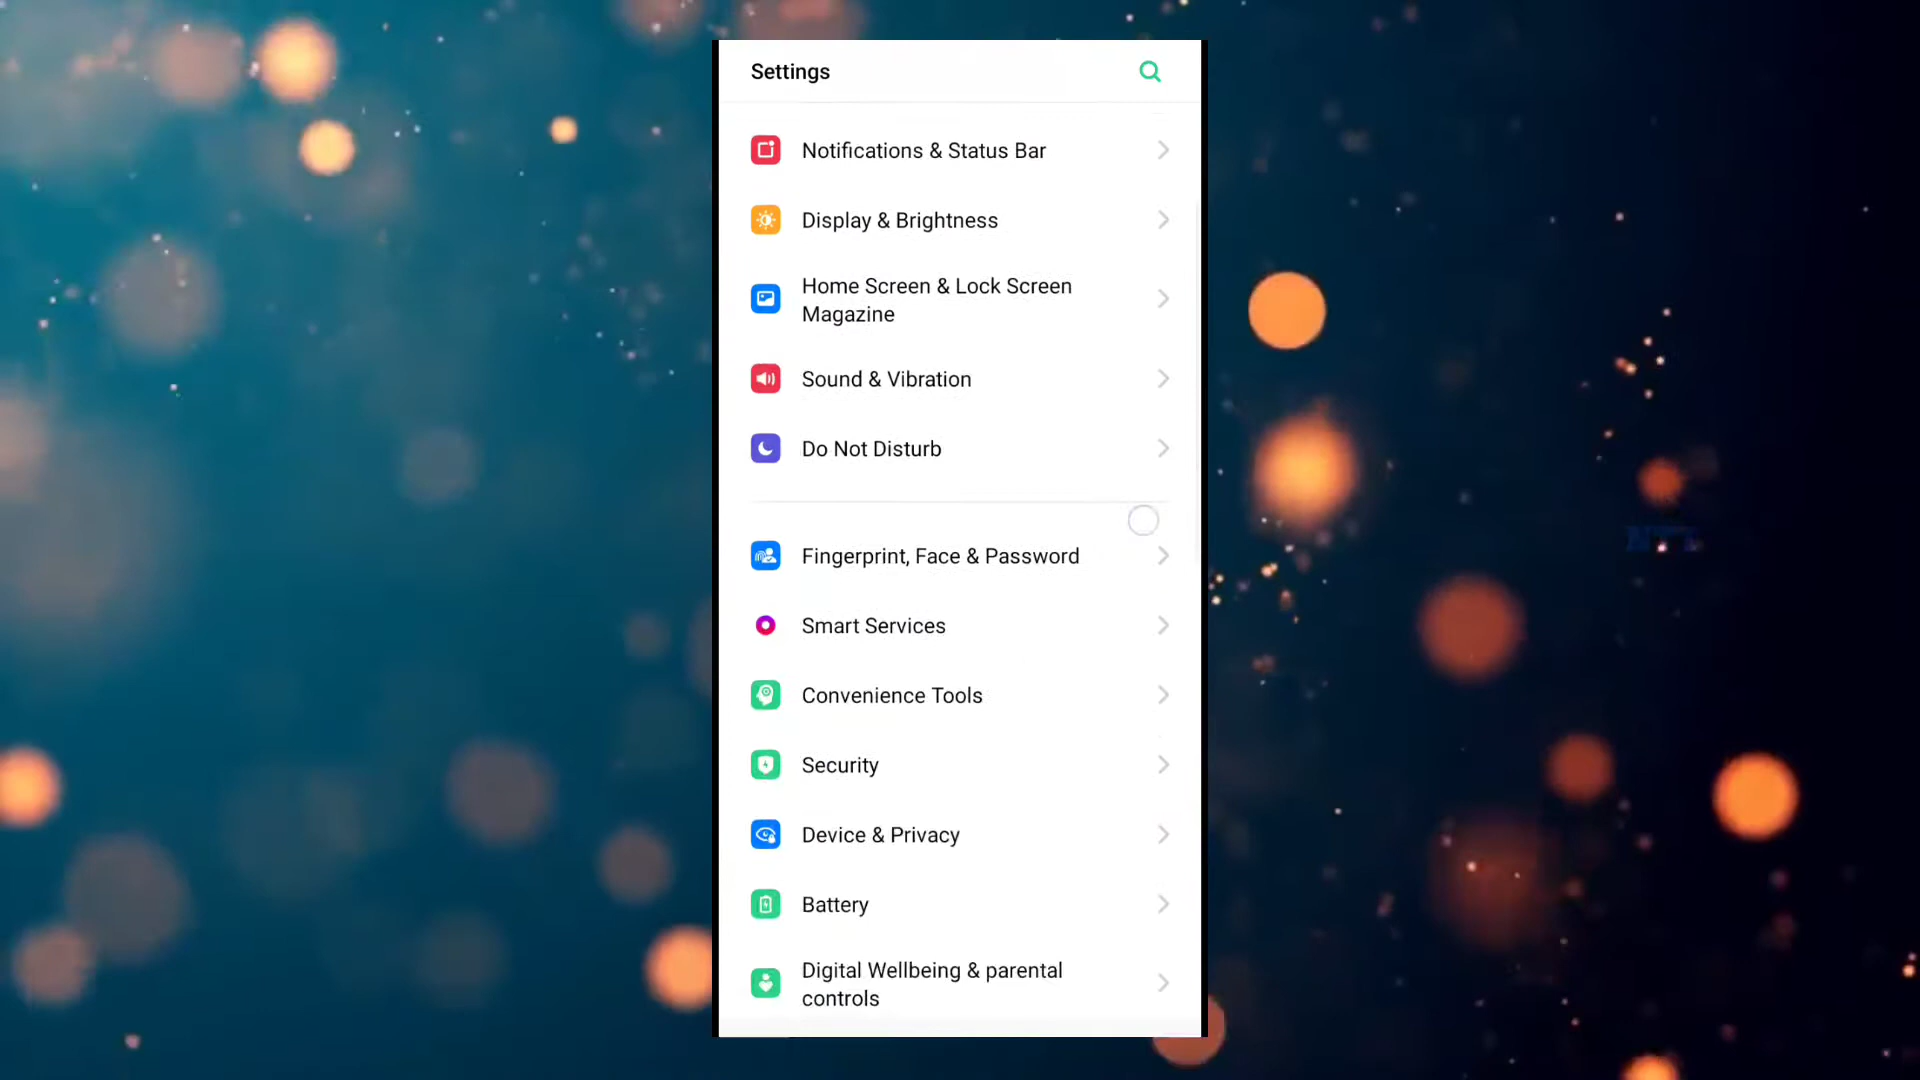 Settings
Notifications & Status Bar
Display & Brightness
Home Screen & Lock Screen
Magazine
Sound & Vibration
Do Not Disturb
Fingerprint, Face & Password
Smart Services
Convenience Tools
Security
Device & Privacy
Battery
Digital Wellbeing & parental
controls